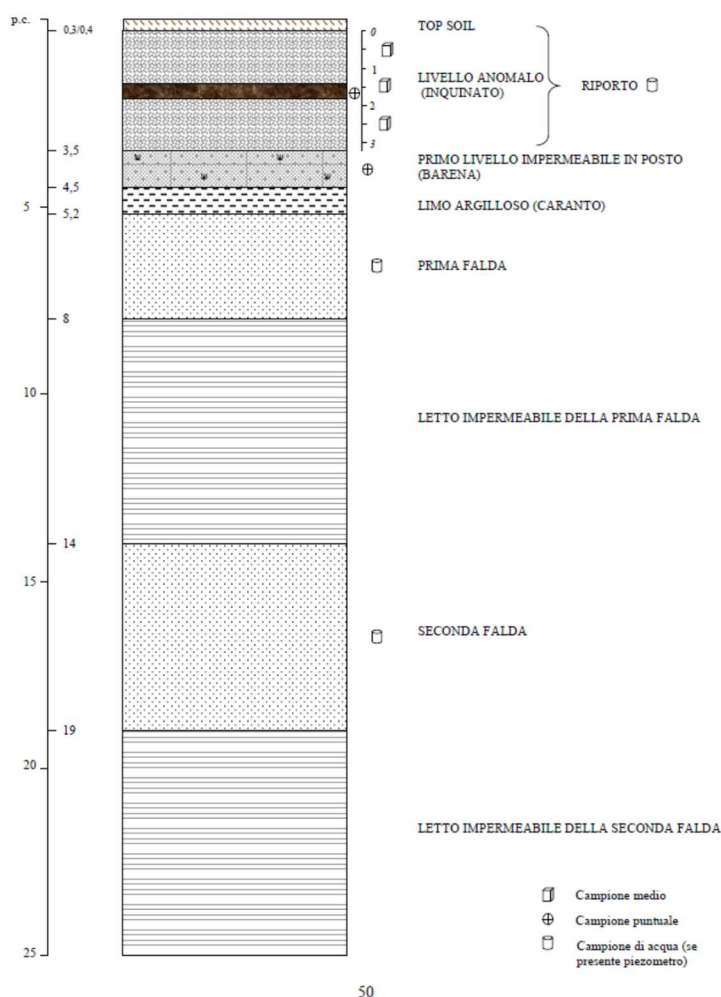 p.c.
0,3/0,4
3,5
4,5
5
5,2
8
10
14
15
19
20
25
0
1
2
3
TOP SOIL
LIVELLO ANOMALO
(INQUINATO)
RIPORTO
PRIMO LIVELLO IMPERMEABILE IN POSTO
(BARENA)
LIMO ARGILLOSO (CARANTO)
PRIMA FALDA
LETTO IMPERMEABILE DELLA PRIMA FALDA
SECONDA FALDA
LETTO IMPERMEABILE DELLA SECONDA FALDA
Campione medio
Campione puntuale
Campione di acqua (se
presente piezometro)
50